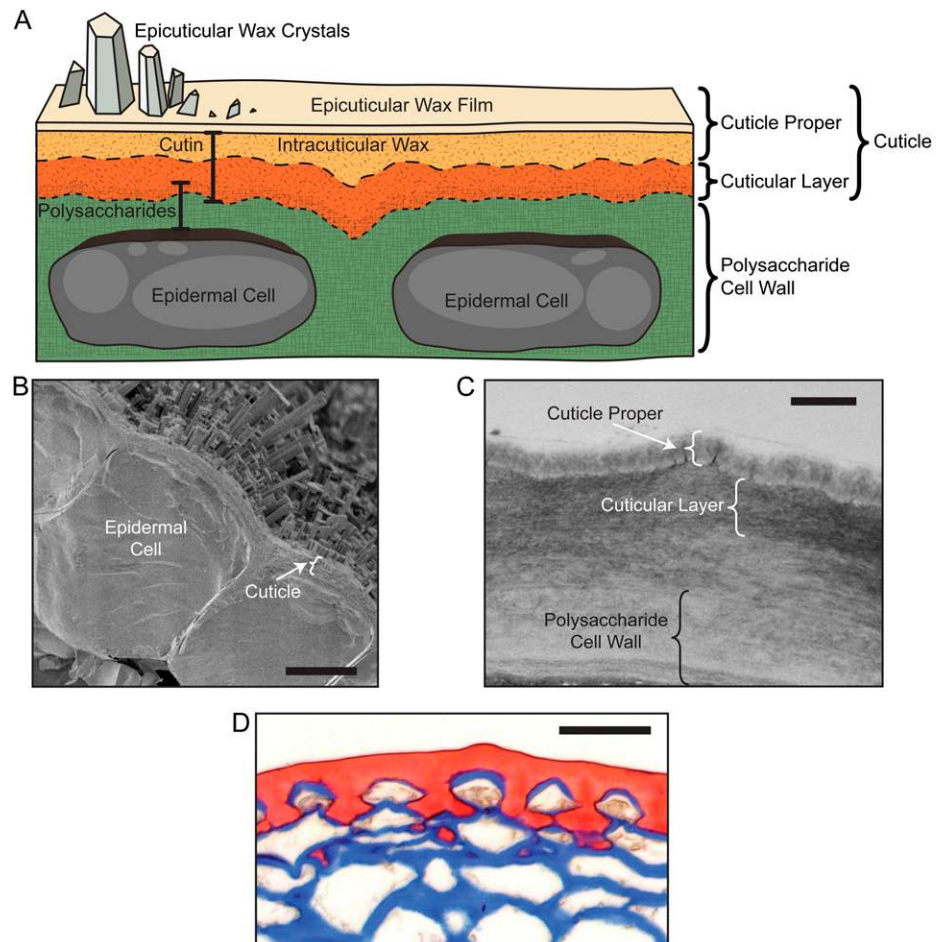 A
Epicuticular Wax Crystals
Epicuticular Wax Film
Cutin
Intracuticular Wax
Polysaccharides
Epidermal Cell
Epidermal Cell
Cuticle Proper
Cuticle
Cuticular Layer
Polysaccharide
Cell Wall
B
Epidermal
Cell
Cuticle
C
Cuticle Proper
Cuticular Layer
Polysaccharide
Cell Wall
D